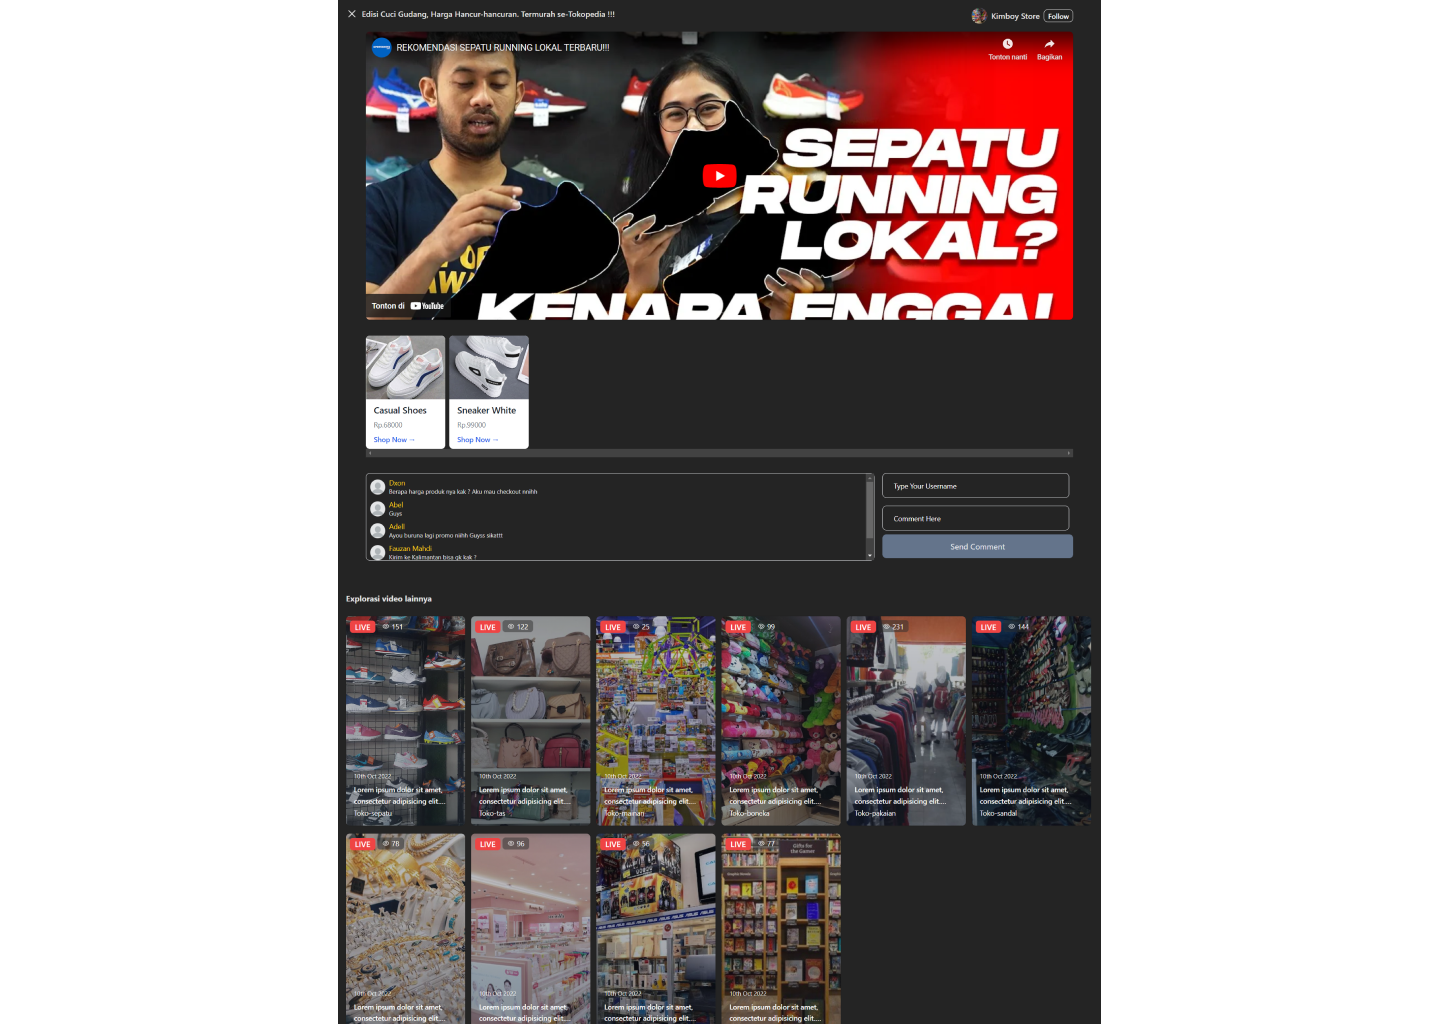 Edisi Cuci Gudang, Harga Hancur-hancuran. Termurah se-Tokopedia !!!
Kimboy Store
Follow
REKOMENDASI SEPATU RUNNING LOKAL TERBARU!!!
Tonton nanti
Bagikan
SEPATU
RUNNING
LOKAL?
KENAPA ENGGA
Tonton di YouTube
Casual Shoes
Rp.68000
Shop Now →
Sneaker White
Rp.99000
Shop Now →
Dxon
Berapa harga produk nya kak ? Aku mau checkout nnihh
Abel
Guys
Adell
Ayou buruna lagi promo niihh Guyss sikattt
Fauzan Mahdi
Kirim ke Kalimantan bisa gk kak ?
Type Your Username
Comment Here
Send Comment
Explorasi video lainnya
LIVE 151
10th Oct 2022
Lorem ipsum dolor sit amet,
consectetur adipisicing elit....
Toko-sepatu
LIVE 122
10th Oct 2022
Lorem ipsum dolor sit amet,
consectetur adipisicing elit....
Toko-tas
LIVE 25
10th Oct 2022
Lorem ipsum dolor sit amet,
consectetur adipisicing elit....
Toko-mainan
LIVE 99
10th Oct 2022
Lorem ipsum dolor sit amet,
consectetur adipisicing elit....
Toko-boneka
LIVE 231
10th Oct 2022
Lorem ipsum dolor sit amet,
consectetur adipisicing elit....
Toko-pakaian
LIVE 144
10th Oct 2022
Lorem ipsum dolor sit amet,
consectetur adipisicing elit....
Toko-sandal
LIVE 78
10th Oct 2022
Lorem ipsum dolor sit amet,
consectetur adipisicing elit....
LIVE 96
10th Oct 2022
Lorem ipsum dolor sit amet,
consectetur adipisicing elit....
LIVE 56
10th Oct 2022
Lorem ipsum dolor sit amet,
consectetur adipisicing elit....
LIVE 77
Gifts for
the Gamer
10th Oct 2022
Lorem ipsum dolor sit amet,
consectetur adipisicing elit....